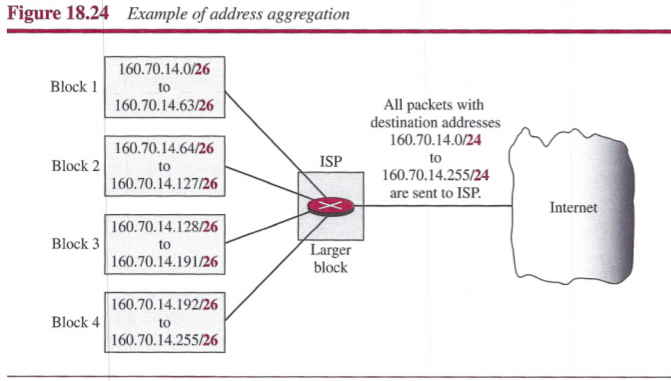 Figure 18.24 Example of address aggregation
Block 1
160.70.14.0/26
to
160.70.14.63/26
Block 2
160.70.14.64/26
to
160.70.14.127/26
Block 3
160.70.14.128/26
to
160.70.14.191/26
Block 4
160.70.14.192/26
to
160.70.14.255/26
ISP
Larger
block
All packets with
destination addresses
160.70.14.0/24
to
160.70.14.255/24
are sent to ISP.
Internet